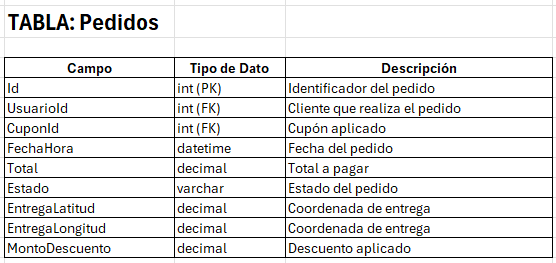 TABLA: Pedidos
Campo Tipo de Dato Descripción
Id int (PK) Identificador del pedido
UsuarioId int (FK) Cliente que realiza el pedido
CuponId int (FK) Cupón aplicado
FechaHora datetime Fecha del pedido
Total decimal Total a pagar
Estado varchar Estado del pedido
EntregaLatitud decimal Coordenada de entrega
EntregaLongitud decimal Coordenada de entrega
MontoDescuento decimal Descuento aplicado